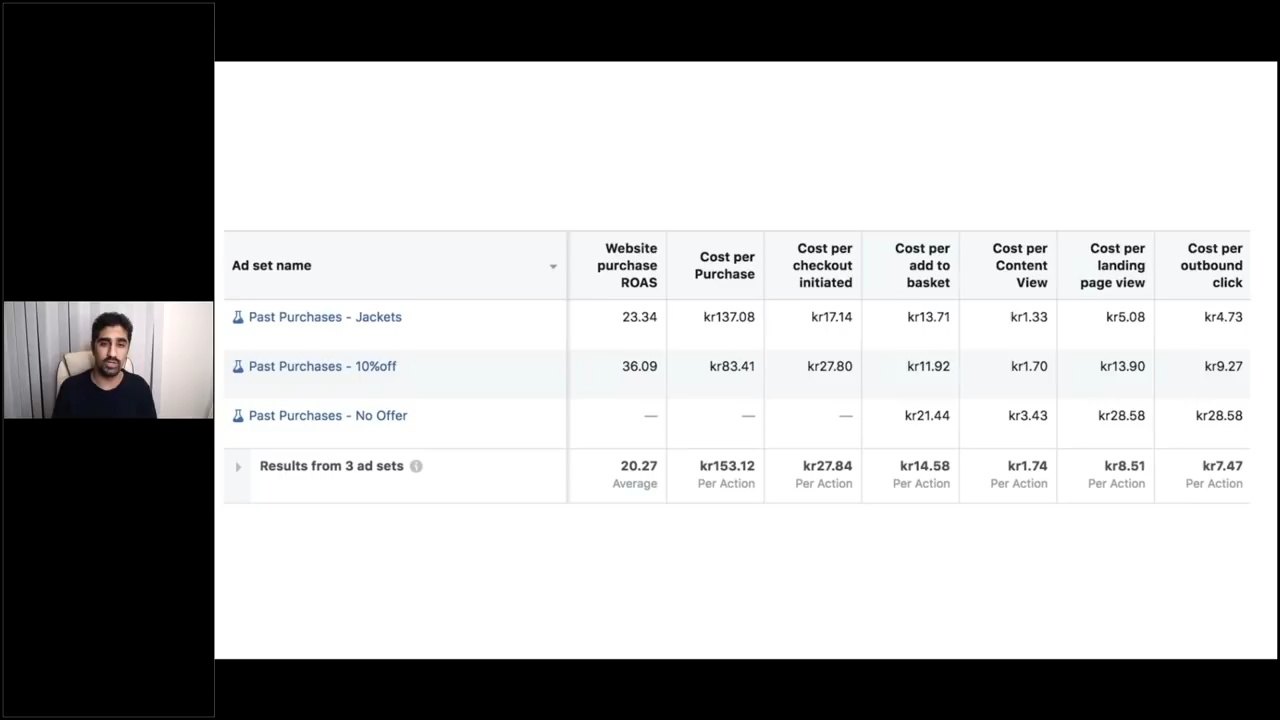 Ad set name
Website purchase ROAS
Cost per Purchase
Cost per checkout initiated
Cost per add to basket
Cost per Content View
Cost per landing page view
Cost per outbound click
Past Purchases - Jackets 23.34 kr137.08 kr17.14 kr13.71 kr1.33 kr5.08 kr4.73
Past Purchases - 10%off 36.09 kr83.41 kr27.80 kr11.92 kr1.70 kr13.90 kr9.27
Past Purchases - No Offer — — — kr21.44 kr3.43 kr28.58 kr28.58
Results from 3 ad sets 20.27 kr153.12 kr27.84 kr14.58 kr1.74 kr8.51 kr7.47
Average Per Action Per Action Per Action Per Action Per Action Per Action